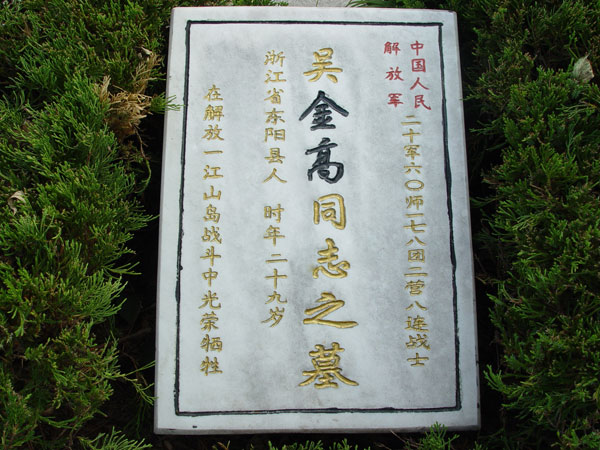 中国人民
解放军
二十军六〇师一七八团二营八连战士
吴金高同志之墓
浙江省东阳县人 时年二十九岁
在解放一江山岛战斗中光荣牺牲